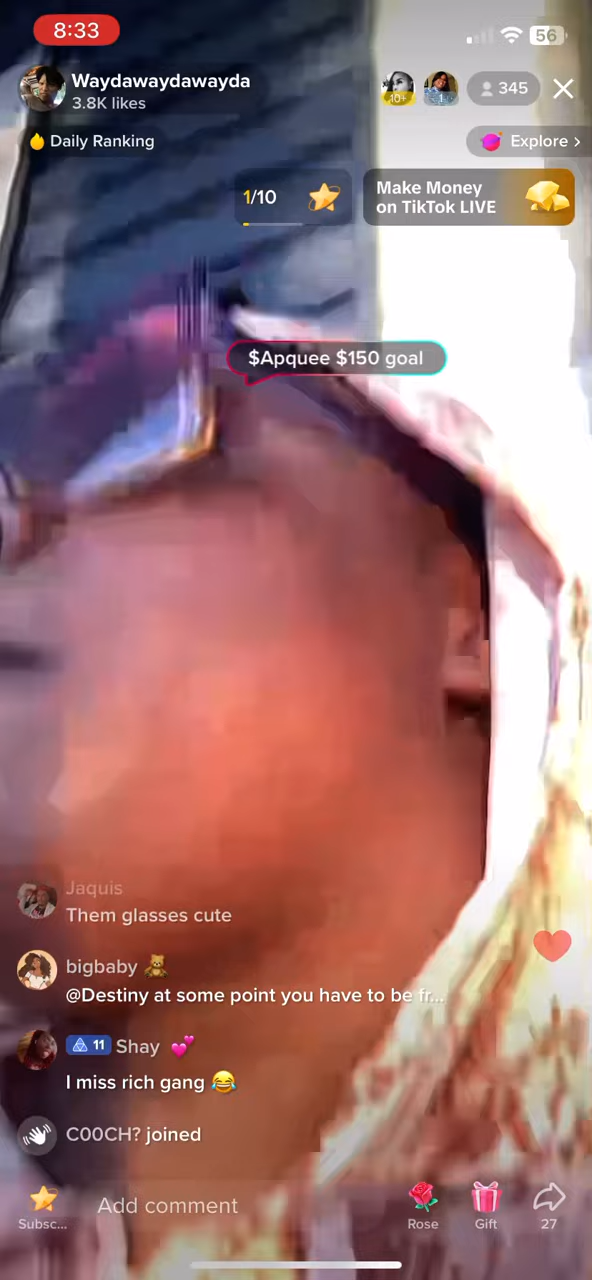 8:33
56
Waydawaydawayda
3.8K likes
10+
345
Daily Ranking
Explore >
1/10
Make Money
on TikTok LIVE
$Apquee $150 goal
Jaquis
Them glasses cute
bigbaby 🧸
@Destiny at some point you have to be fr...
11 Shay 💕
I miss rich gang 😂
C00CH? joined
Subsc...
Add comment
Rose
Gift
27